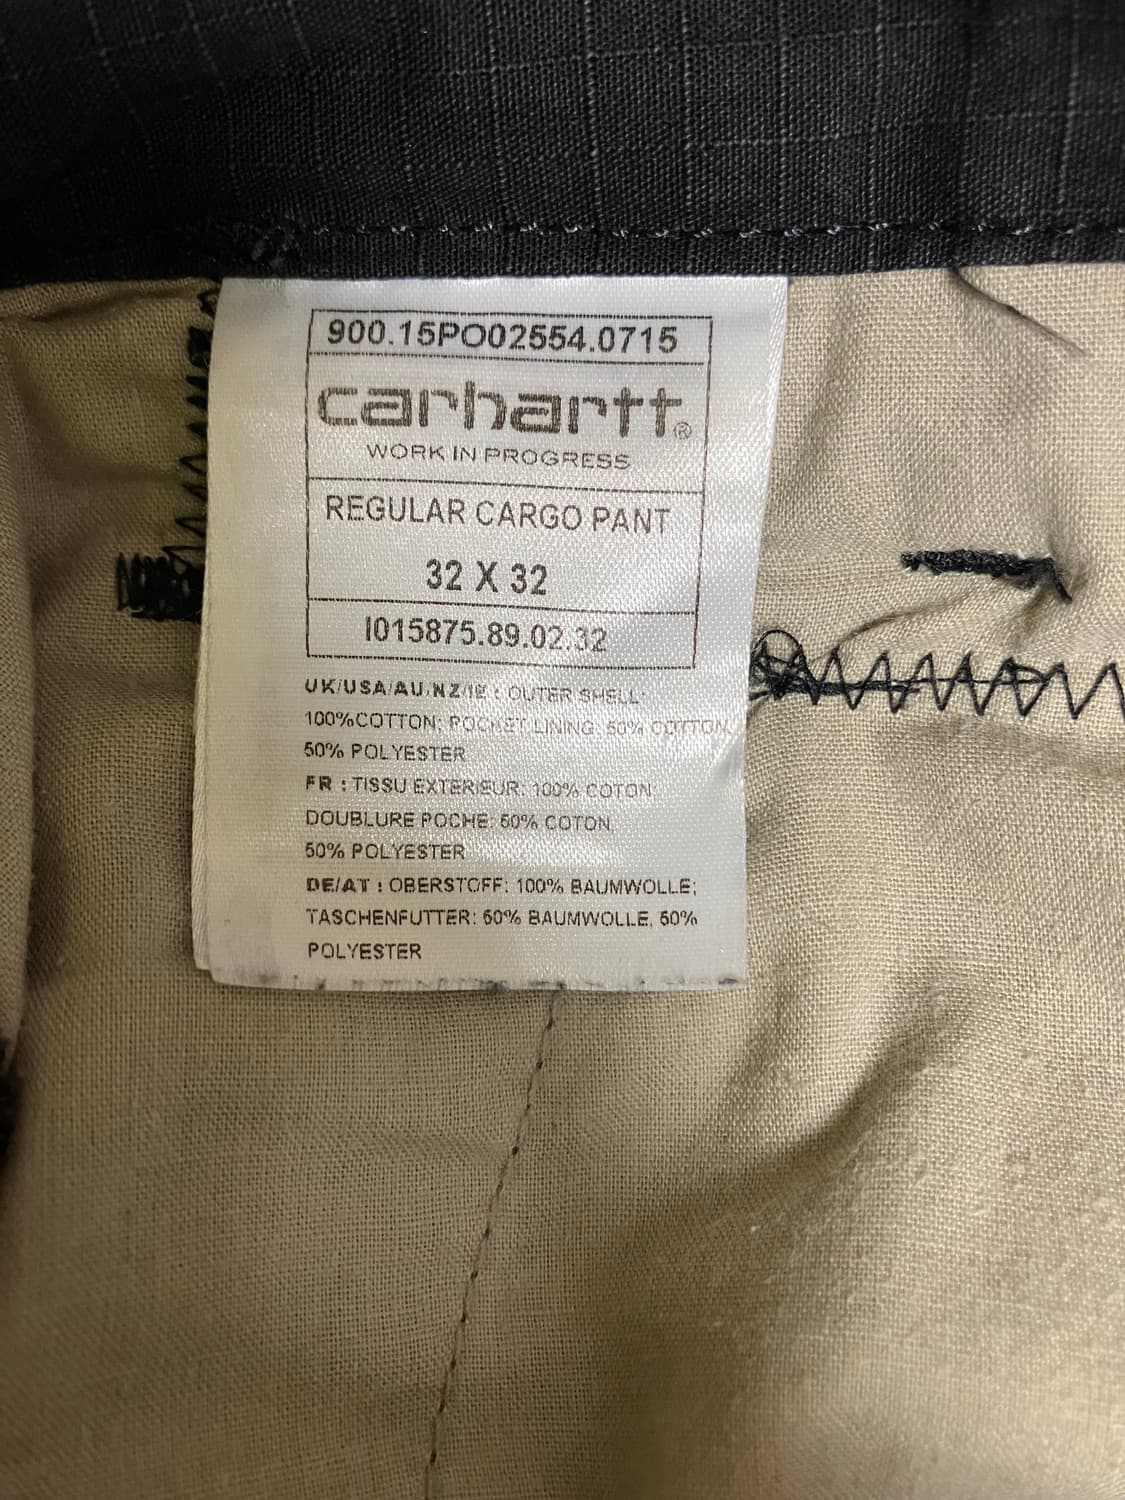 900.15PO02554.0715
carhartt®
WORK IN PROGRESS
REGULAR CARGO PANT
32 X 32
I015875.89.02.32
UK/USA/AU/NZ/IE : OUTER SHELL:
100%COTTON; POCKET LINING: 50% COTTON,
50% POLYESTER
FR : TISSU EXTERIEUR: 100% COTON
DOUBLURE POCHE: 50% COTON,
50% POLYESTER
DE/AT : OBERSTOFF: 100% BAUMWOLLE;
TASCHENFUTTER: 50% BAUMWOLLE, 50%
POLYESTER